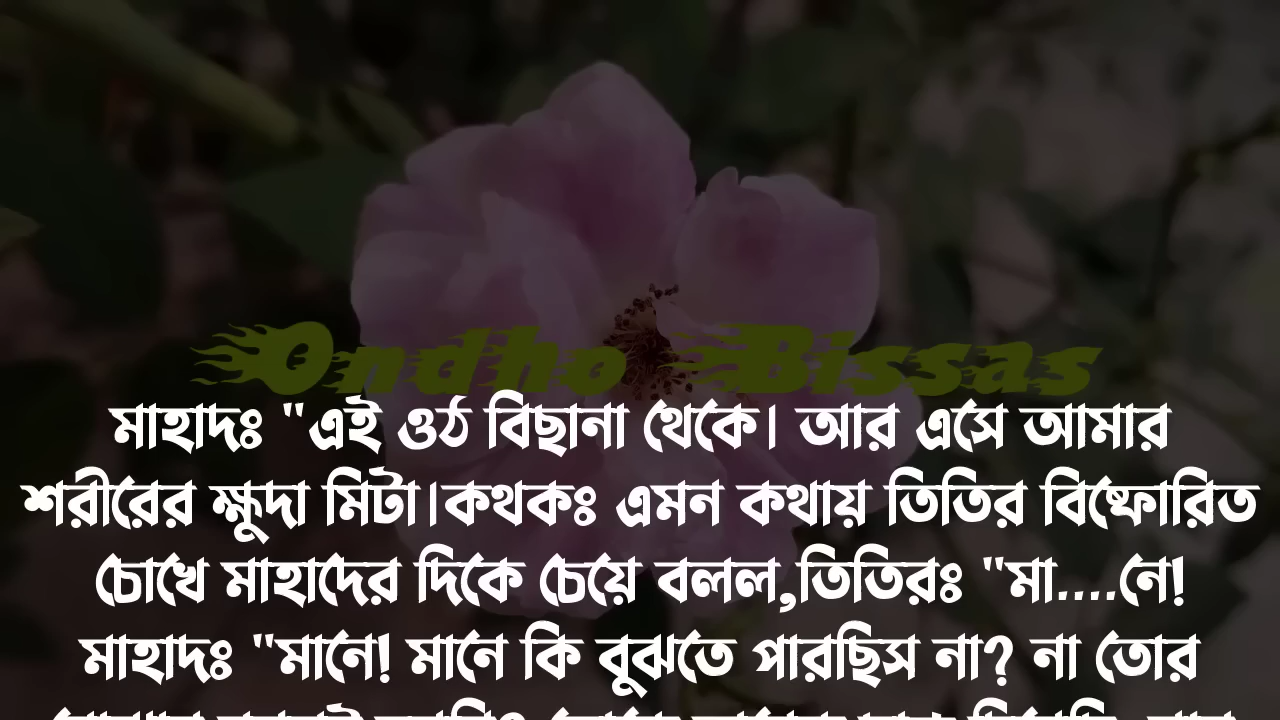 Ondho Bissas
মাহাদঃ "এই ওঠ বিছানা থেকে। আর এসে আমার
শরীরের ক্ষুদা মিটা।কথকঃ এমন কথায় তিতির বিষ্ফোরিত
চোখে মাহাদের দিকে চেয়ে বলল,তিতিরঃ "মা....নে!
মাহাদঃ "মানে! মানে কি বুঝতে পারছিস না? না তোর